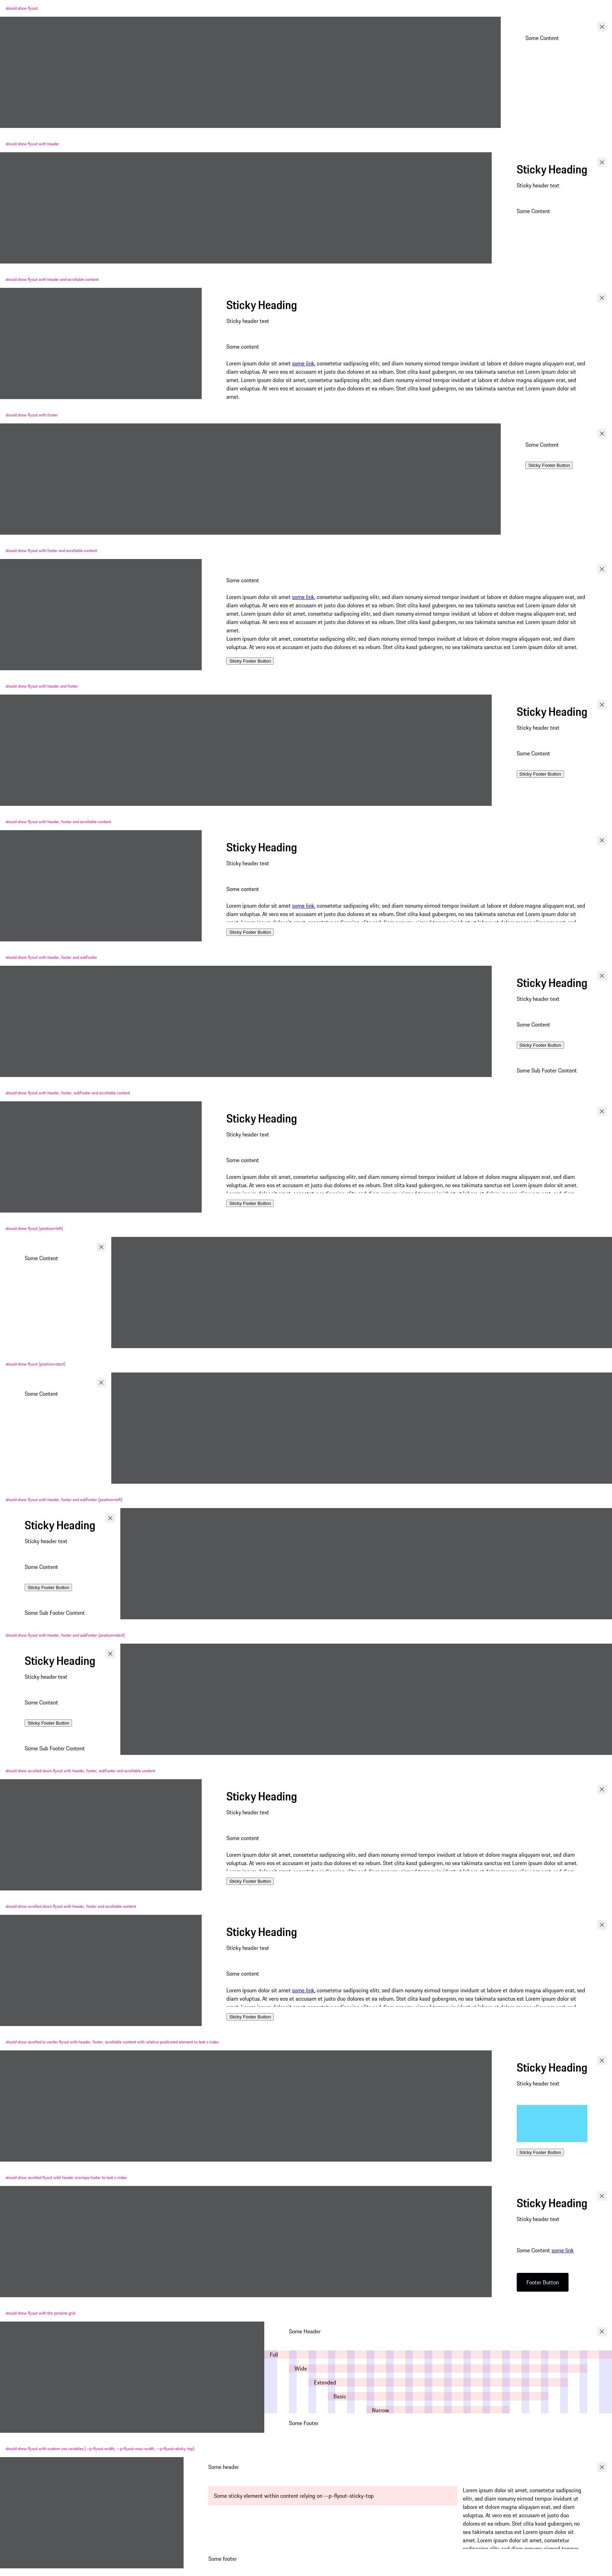 should show flyout
Some Content
should show flyout with header
Sticky Heading
Sticky header text
Some Content
should show flyout with header and scrollable content
Sticky Heading
Sticky header text
Some content
Lorem ipsum dolor sit amet some link, consetetur sadipscing elitr, sed diam nonumy eirmod tempor invidunt ut labore et dolore magna aliquyam erat, sed
diam voluptua. At vero eos et accusam et justo duo dolores et ea rebum. Stet clita kasd gubergren, no sea takimata sanctus est Lorem ipsum dolor sit
amet. Lorem ipsum dolor sit amet, consetetur sadipscing elitr, sed diam nonumy eirmod tempor invidunt ut labore et dolore magna aliquyam erat, sed
diam voluptua. At vero eos et accusam et justo duo dolores et ea rebum. Stet clita kasd gubergren, no sea takimata sanctus est Lorem ipsum dolor sit
amet.
should show flyout with footer
Some Content
Sticky Footer Button
should show flyout with footer and scrollable content
Some content
Lorem ipsum dolor sit amet some link, consetetur sadipscing elitr, sed diam nonumy eirmod tempor invidunt ut labore et dolore magna aliquyam erat, sed
diam voluptua. At vero eos et accusam et justo duo dolores et ea rebum. Stet clita kasd gubergren, no sea takimata sanctus est Lorem ipsum dolor sit
amet. Lorem ipsum dolor sit amet, consetetur sadipscing elitr, sed diam nonumy eirmod tempor invidunt ut labore et dolore magna aliquyam erat, sed
diam voluptua. At vero eos et accusam et justo duo dolores et ea rebum. Stet clita kasd gubergren, no sea takimata sanctus est Lorem ipsum dolor sit
amet.
Lorem ipsum dolor sit amet, consetetur sadipscing elitr, sed diam nonumy eirmod tempor invidunt ut labore et dolore magna aliquyam erat, sed diam
voluptua. At vero eos et accusam et justo duo dolores et ea rebum. Stet clita kasd gubergren, no sea takimata sanctus est Lorem ipsum dolor sit amet.
Sticky Footer Button
should show flyout with header and footer
Sticky Heading
Sticky header text
Some Content
Sticky Footer Button
should show flyout with header, footer and scrollable content
Sticky Heading
Sticky header text
Some content
Lorem ipsum dolor sit amet some link, consetetur sadipscing elitr, sed diam nonumy eirmod tempor invidunt ut labore et dolore magna aliquyam erat, sed
diam voluptua. At vero eos et accusam et justo duo dolores et ea rebum. Stet clita kasd gubergren, no sea takimata sanctus est Lorem ipsum dolor sit
Sticky Footer Button
should show flyout with header, footer and subfooter
Sticky Heading
Sticky header text
Some Content
Sticky Footer Button
Some Sub Footer Content
should show flyout with header, footer, subfooter and scrollable content
Sticky Heading
Sticky header text
Some content
Lorem ipsum dolor sit amet, consetetur sadipscing elitr, sed diam nonumy eirmod tempor invidunt ut labore et dolore magna aliquyam erat, sed diam
voluptua. At vero eos et accusam et justo duo dolores et ea rebum. Stet clita kasd gubergren, no sea takimata sanctus est Lorem ipsum dolor sit amet.
Sticky Footer Button
should show flyout (position=left)
Some Content
should show flyout (position=start)
Some Content
should show flyout with header, footer and subfooter (position=left)
Sticky Heading
Sticky header text
Some Content
Sticky Footer Button
Some Sub Footer Content
should show flyout with header, footer and subfooter (position=start)
Sticky Heading
Sticky header text
Some Content
Sticky Footer Button
Some Sub Footer Content
should show scrolled down flyout with header, footer, subfooter and scrollable content
Sticky Heading
Sticky header text
Some content
Lorem ipsum dolor sit amet, consetetur sadipscing elitr, sed diam nonumy eirmod tempor invidunt ut labore et dolore magna aliquyam erat, sed diam
voluptua. At vero eos et accusam et justo duo dolores et ea rebum. Stet clita kasd gubergren, no sea takimata sanctus est Lorem ipsum dolor sit amet.
Sticky Footer Button
should show scrolled down flyout with header, footer and scrollable content
Sticky Heading
Sticky header text
Some content
Lorem ipsum dolor sit amet some link, consetetur sadipscing elitr, sed diam nonumy eirmod tempor invidunt ut labore et dolore magna aliquyam erat, sed
diam voluptua. At vero eos et accusam et justo duo dolores et ea rebum. Stet clita kasd gubergren, no sea takimata sanctus est Lorem ipsum dolor sit
Sticky Footer Button
should show scrolled to center flyout with header, footer, scrollable content with relative positioned element to test z-index
Sticky Heading
Sticky header text
Sticky Footer Button
should show scrolled flyout until header overlaps footer to test z-index
Sticky Heading
Sticky header text
Some Content some link
Footer Button
should show flyout with the porsche grid
Some Header
Full
Wide
Extended
Basic
Narrow
Some Footer
should show flyout with custom css variables (--p-flyout-width, --p-flyout-max-width, --p-flyout-sticky-top)
Some header
Some sticky element within content relying on --p-flyout-sticky-top
Lorem ipsum dolor sit amet, consetetur sadipscing
elitr, sed diam nonumy eirmod tempor invidunt ut
labore et dolore magna aliquyam erat, sed diam
voluptua. At vero eos et accusam et justo duo
dolores et ea rebum. Stet clita kasd gubergren, no
sea takimata sanctus est Lorem ipsum dolor sit
amet. Lorem ipsum dolor sit amet, consetetur
Some footer